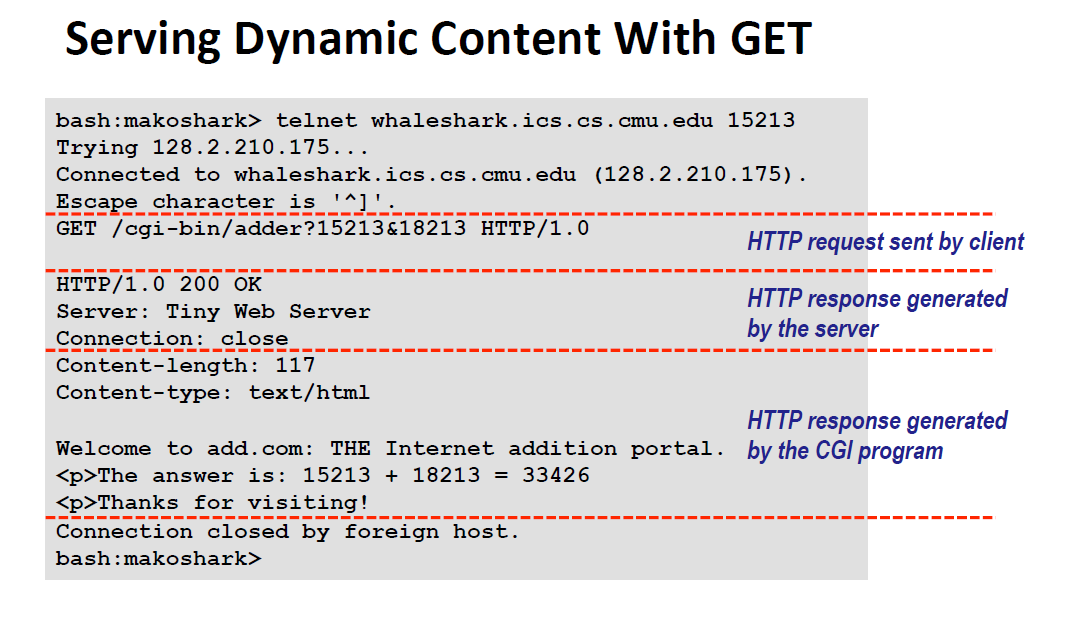 Serving Dynamic Content With GET
bash:makoshark> telnet whaleshark.ics.cs.cmu.edu 15213
Trying 128.2.210.175...
Connected to whaleshark.ics.cs.cmu.edu (128.2.210.175).
Escape character is '^]'.
GET /cgi-bin/adder?15213&18213 HTTP/1.0
HTTP request sent by client
HTTP/1.0 200 OK
Server: Tiny Web Server
Connection: close
HTTP response generated
by the server
Content-length: 117
Content-type: text/html
Welcome to add.com: THE Internet addition portal.
<p>The answer is: 15213 + 18213 = 33426
<p>Thanks for visiting!
HTTP response generated
by the CGI program
Connection closed by foreign host.
bash:makoshark>